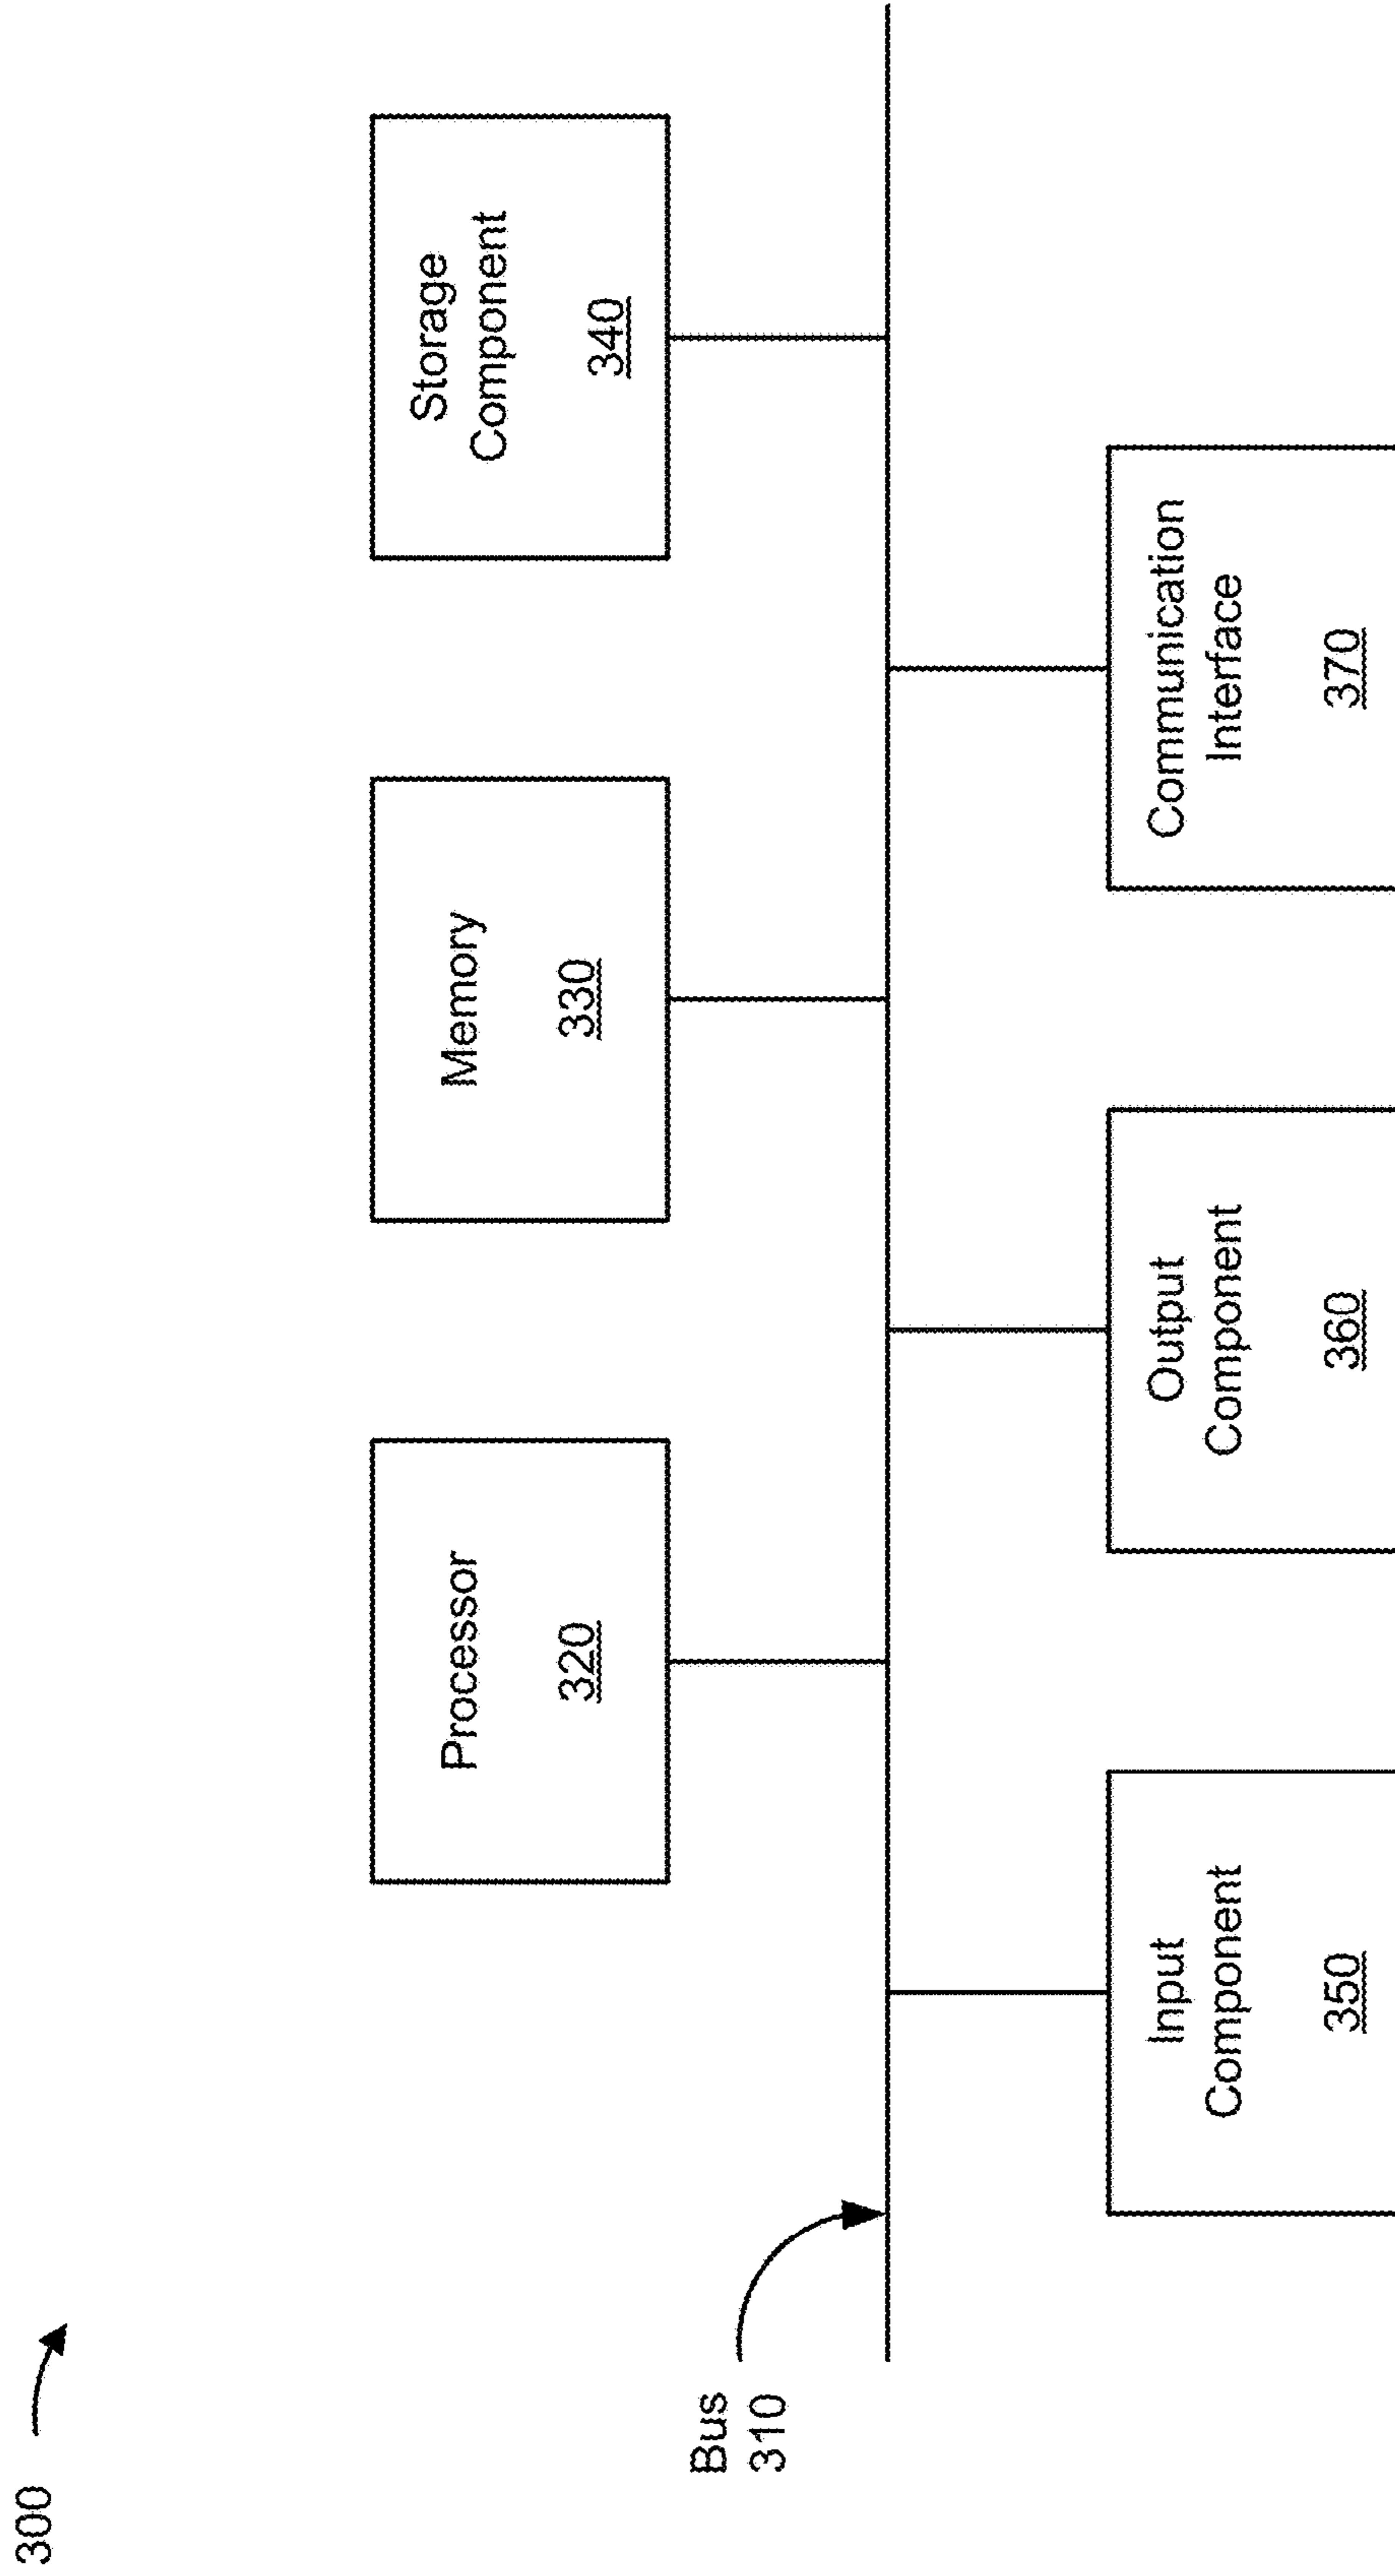 300
Processor
320
Memory
330
Storage
Component
340
Bus
310
Input
Component
350
Output
Component
360
Communication
Interface
370